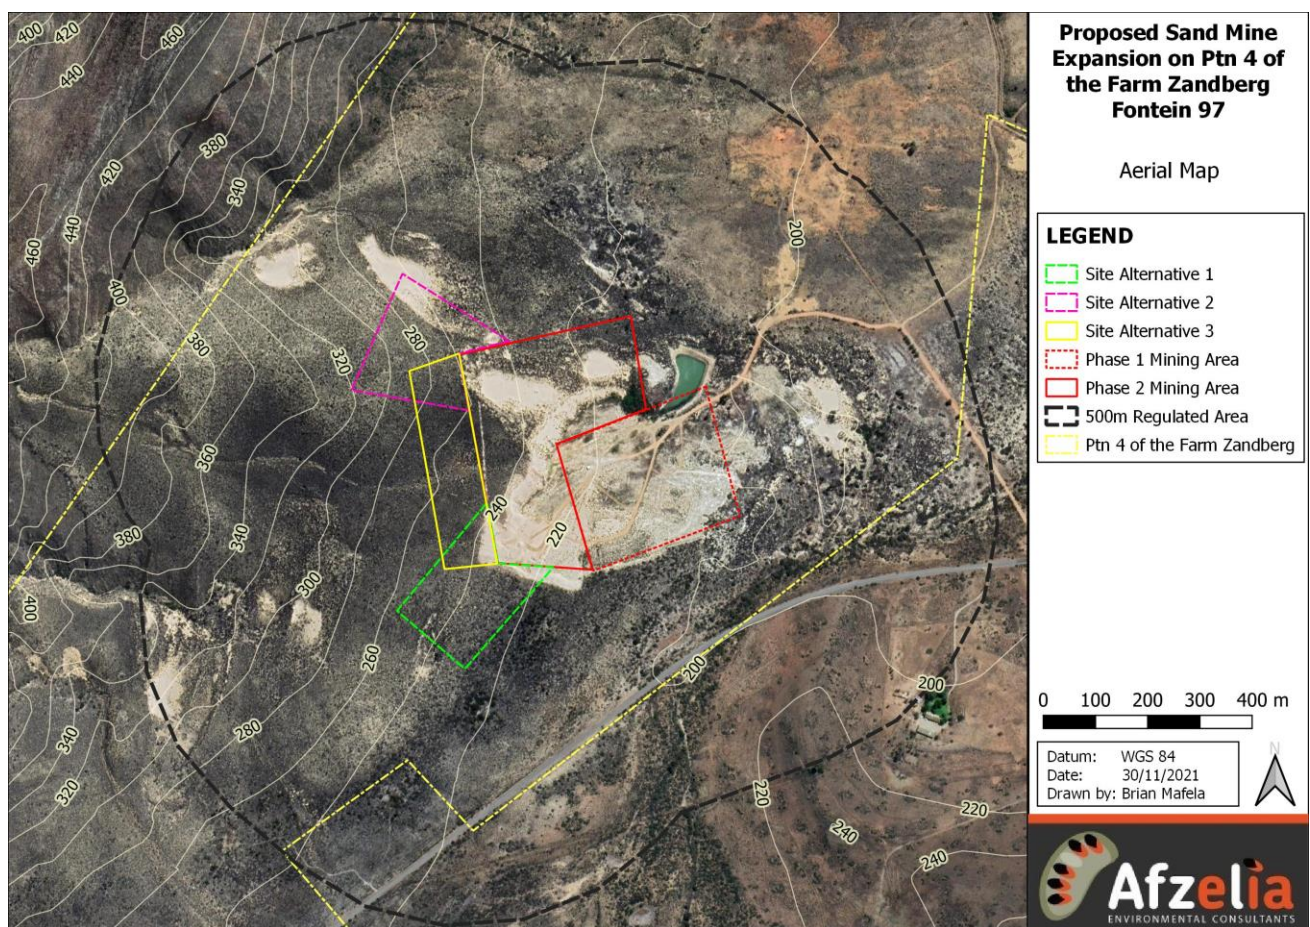 400
420
460
440
380
420
340
440
460
400
380
320
280
360
340
380
300
400
260
280
340
320
240
220
200
200
200
220
220
240
240
Proposed Sand Mine
Expansion on Ptn 4 of
the Farm Zandberg
Fontein 97
Aerial Map
LEGEND
Site Alternative 1
Site Alternative 2
Site Alternative 3
Phase 1 Mining Area
Phase 2 Mining Area
500m Regulated Area
Ptn 4 of the Farm Zandberg
0 100 200 300 400 m
Datum: WGS 84
Date: 30/11/2021
Drawn by: Brian Mafela
N
Afzelia
ENVIRONMENTAL CONSULTANTS